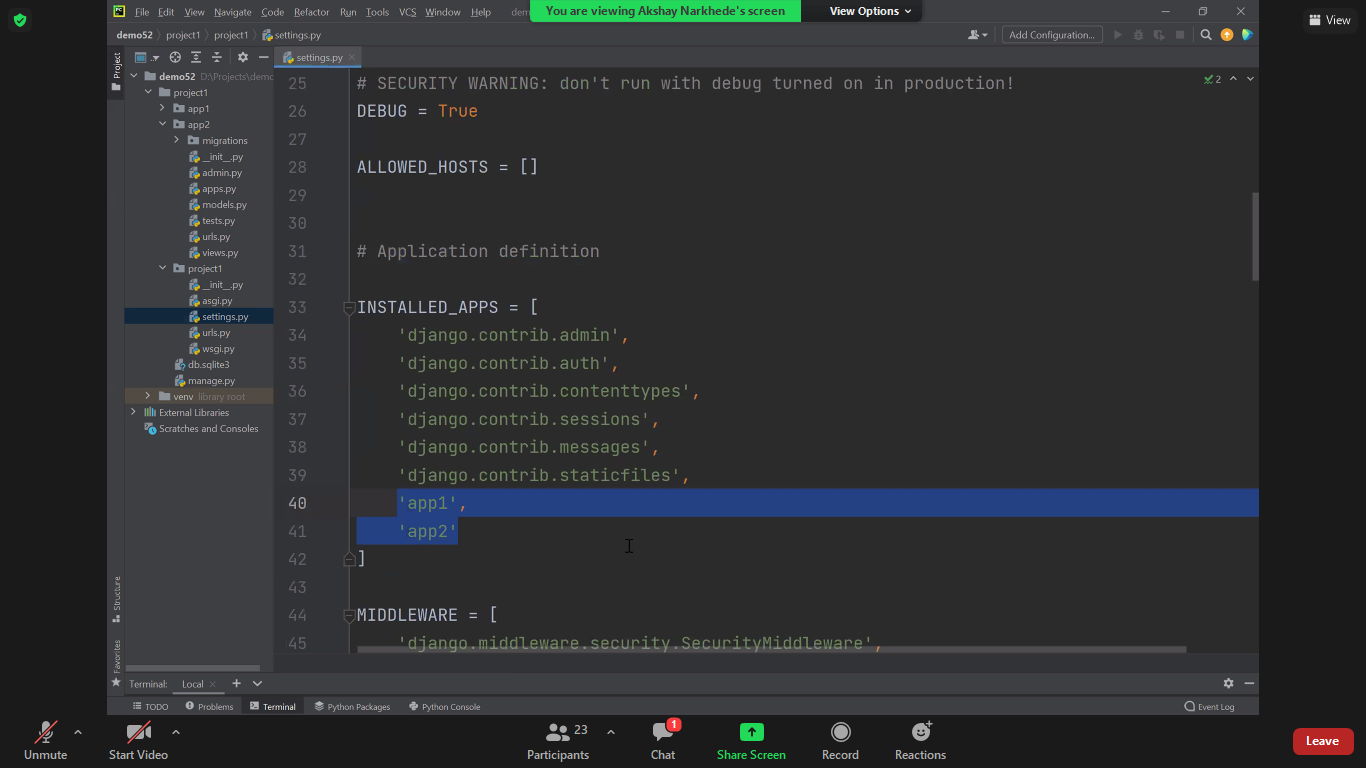 You are viewing Akshay Narkhede's screen
View Options
View
File Edit View Navigate Code Refactor Run Tools VCS Window Help
demo52 project1 project1 settings.py
Add Configuration...
Project
settings.py
demo52 D:\Projects\demo
project1
app1
app2
migrations
__init__.py
admin.py
apps.py
models.py
tests.py
urls.py
views.py
project1
__init__.py
asgi.py
settings.py
urls.py
wsgi.py
db.sqlite3
manage.py
venv library root
External Libraries
Scratches and Consoles
2
25 # SECURITY WARNING: don't run with debug turned on in production!
26 DEBUG = True
27
28 ALLOWED_HOSTS = []
29
30
31 # Application definition
32
33 INSTALLED_APPS = [
34 'django.contrib.admin',
35 'django.contrib.auth',
36 'django.contrib.contenttypes',
37 'django.contrib.sessions',
38 'django.contrib.messages',
39 'django.contrib.staticfiles',
40 'app1',
41 'app2'
42 ]
43
44 MIDDLEWARE = [
45 'django.middleware.security.SecurityMiddleware',
Structure
Favorites
Terminal: Local
TODO Problems Terminal Python Packages Python Console
Event Log
Unmute
Start Video
23
Participants
1
Chat
Share Screen
Record
Reactions
Leave